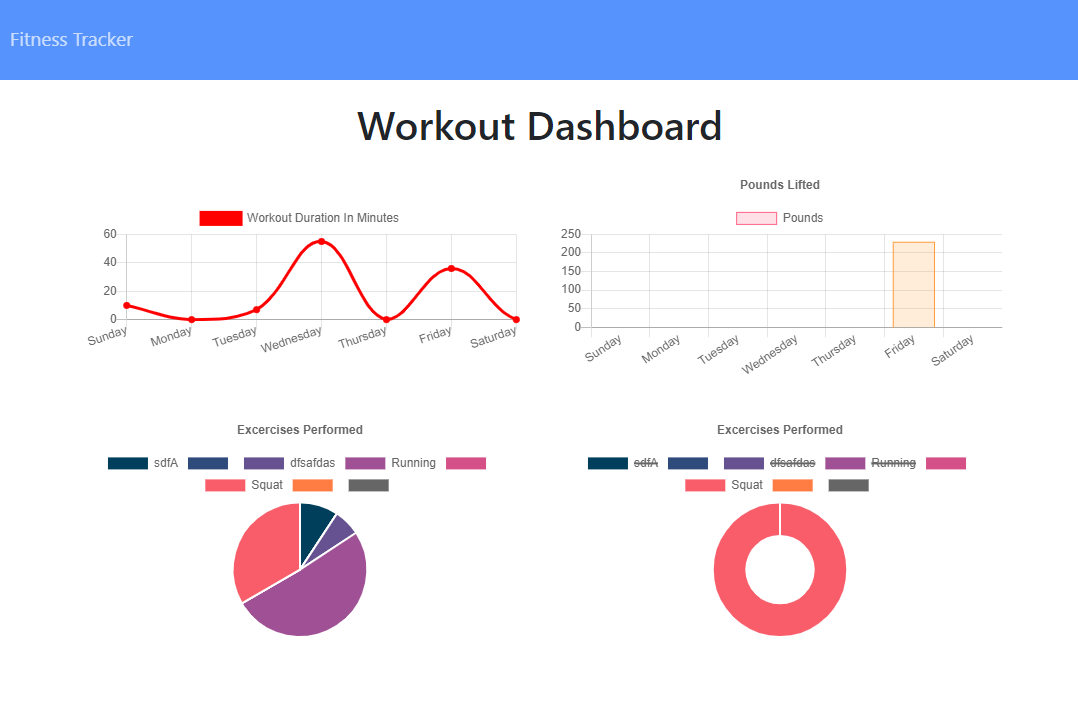 Fitness Tracker
Workout Dashboard
Workout Duration In Minutes
60
40
20
0
Sunday Monday Tuesday Wednesday Thursday Friday Saturday
Pounds Lifted
Pounds
250
200
150
100
50
0
Sunday Monday Tuesday Wednesday Thursday Friday Saturday
Excercises Performed
sdfA dfsafdas Running
Squat
Excercises Performed
sdfA dfsafdas Running
Squat